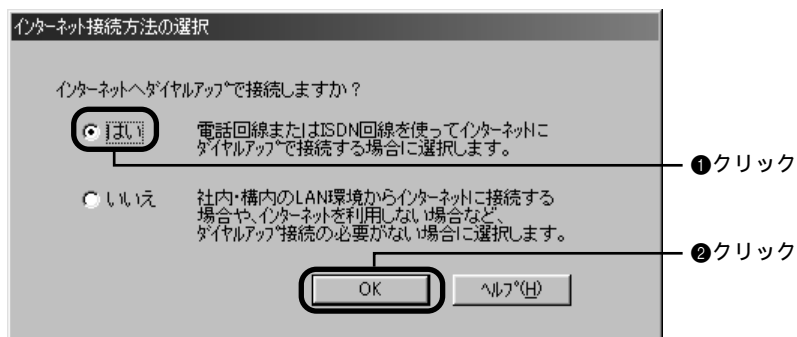 インターネット接続方法の選択
インターネットへダイヤルアップで接続しますか？
はい
電話回線またはISDN回線を使ってインターネットに
ダイヤルアップで接続する場合に選択します。
❶クリック
いいえ
社内・構内のLAN環境からインターネットに接続する
場合や、インターネットを利用しない場合など、
ダイヤルアップ接続の必要がない場合に選択します。
❷クリック
OK
ヘルプ(H)